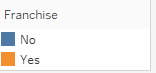 Franchise
No
Yes